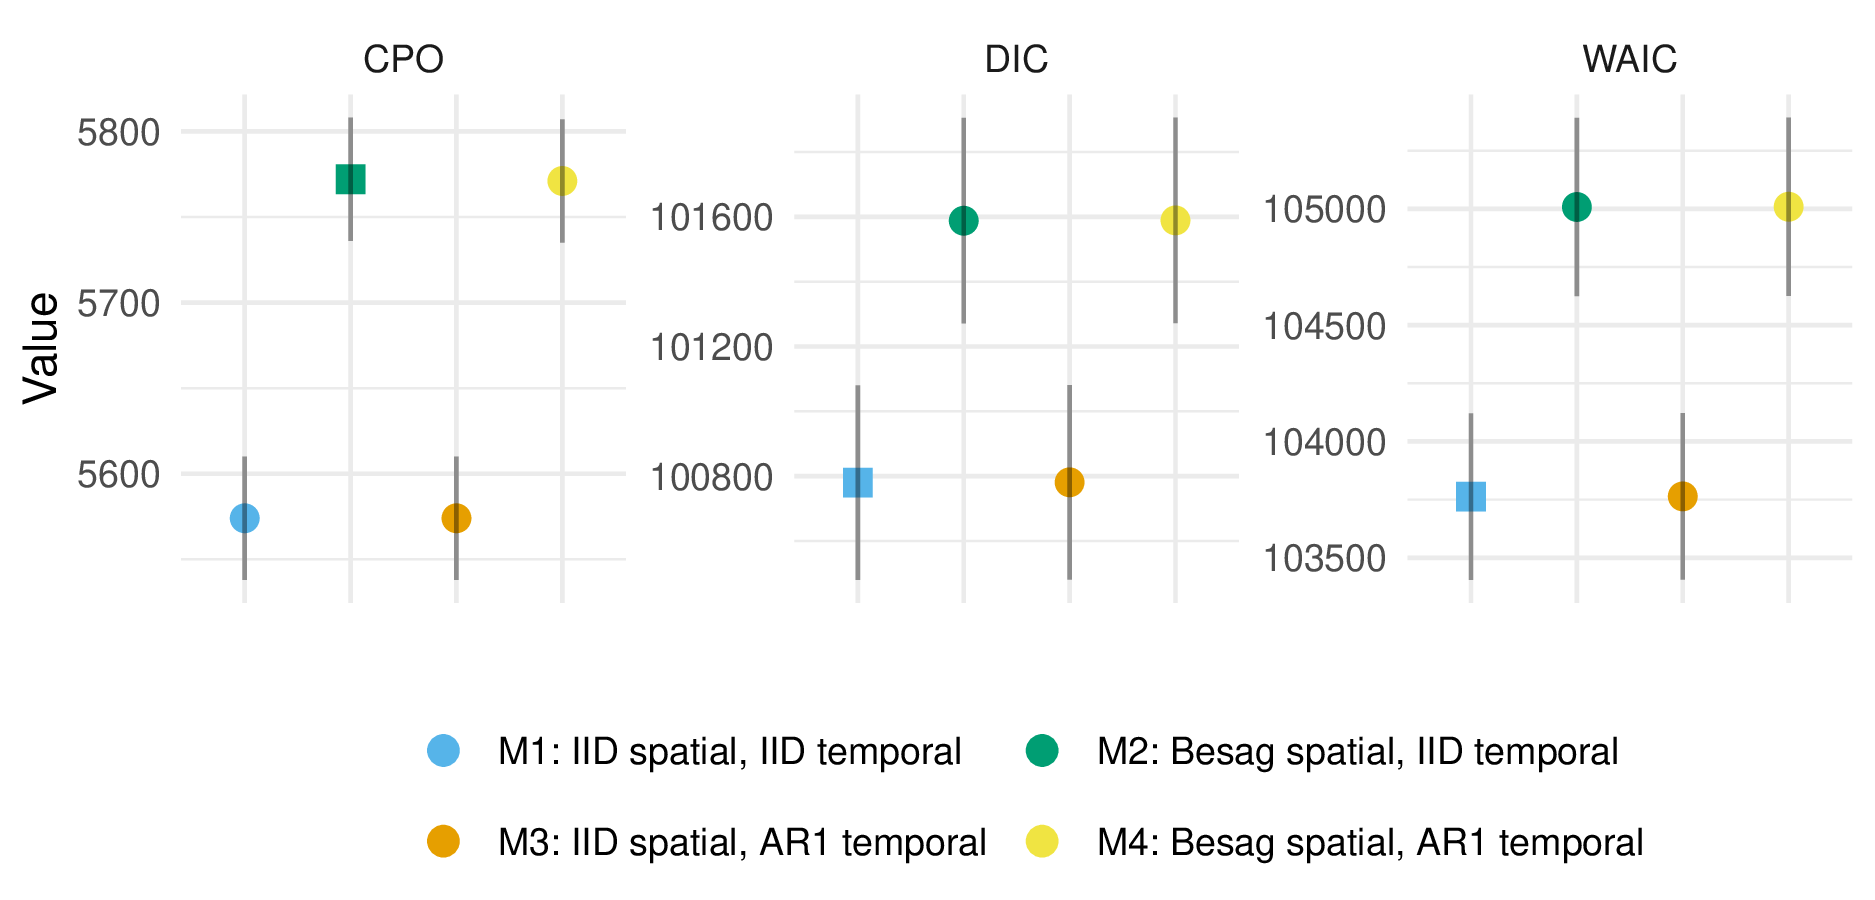 CPO
DIC
WAIC
Value
5800
5700
5600
101600
101200
100800
105000
104500
104000
103500
M1: IID spatial, IID temporal
M2: Besag spatial, IID temporal
M3: IID spatial, AR1 temporal
M4: Besag spatial, AR1 temporal